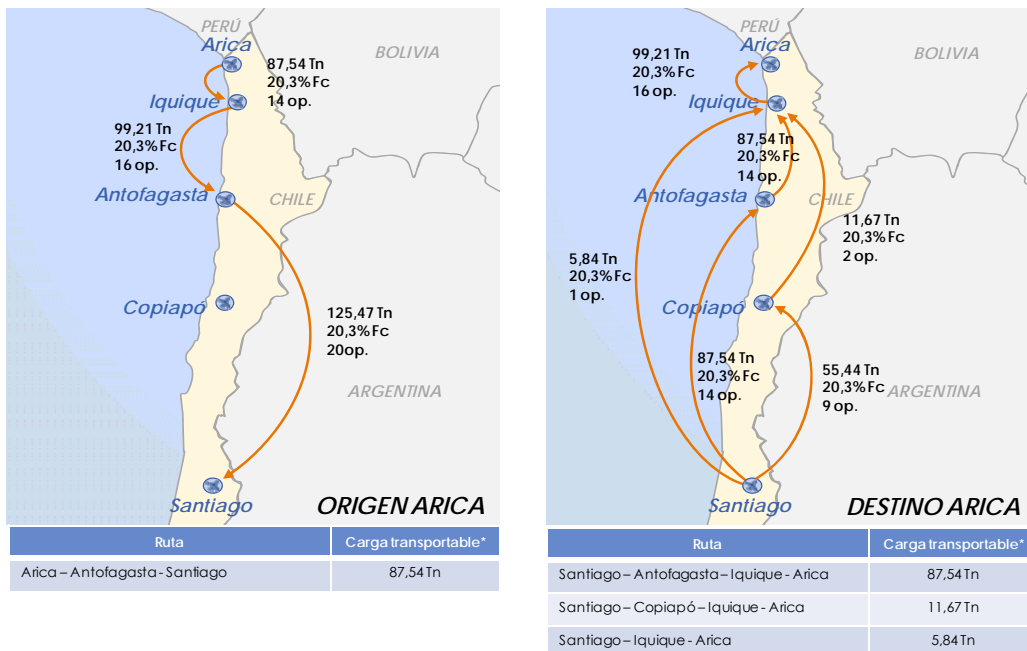 PERÚ
Arica
BOLIVIA
87,54 Tn
20,3% Fc
14 op.
Iquique
99,21 Tn
20,3% Fc
16 op.
Antofagasta
CHILE
Copiapó
125,47 Tn
20,3% Fc
20op.
ARGENTINA
Santiago
ORIGEN ARICA
Ruta Carga transportable*
Arica – Antofagasta - Santiago 87,54 Tn
PERÚ
Arica
BOLIVIA
99,21 Tn
20,3% Fc
16 op.
Iquique
87,54 Tn
20,3% Fc
14 op.
Antofagasta
CHILE
11,67 Tn
20,3% Fc
2 op.
5,84 Tn
20,3% Fc
1 op.
Copiapó
87,54 Tn
20,3% Fc
14 op.
55,44 Tn
20,3% Fc
9 op.
ARGENTINA
Santiago
DESTINO ARICA
Ruta Carga transportable*
Santiago – Antofagasta – Iquique - Arica 87,54 Tn
Santiago – Copiapó – Iquique - Arica 11,67 Tn
Santiago – Iquique - Arica 5,84 Tn